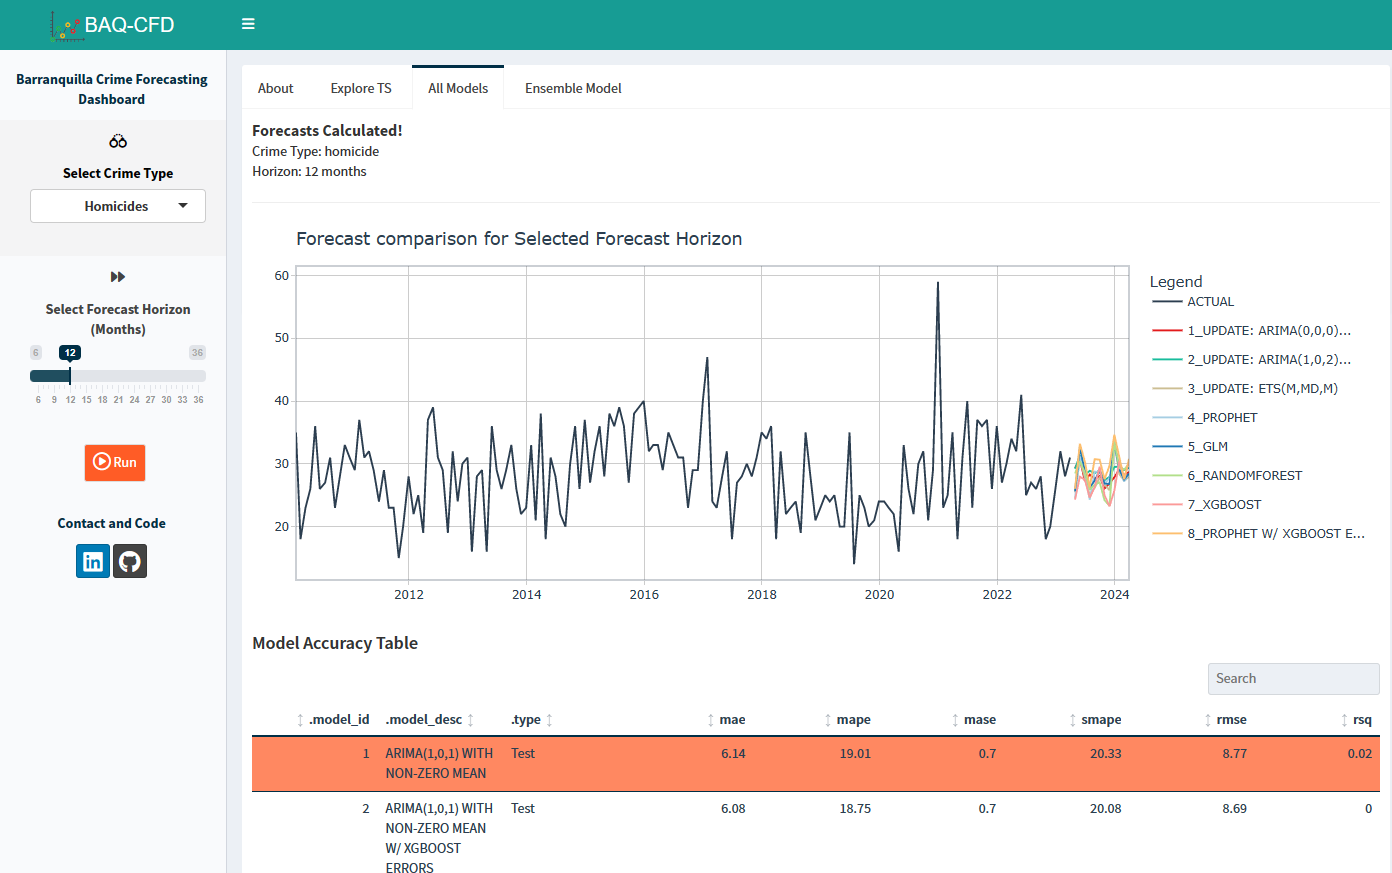 BAQ-CFD
Barranquilla Crime Forecasting
Dashboard
Select Crime Type
Homicides
Select Forecast Horizon
(Months)
6 12 36
6 9 12 15 18 21 24 27 30 33 36
Run
Contact and Code
in
About Explore TS All Models Ensemble Model
Forecasts Calculated!
Crime Type: homicide
Horizon: 12 months
Forecast comparison for Selected Forecast Horizon
60
50
40
30
20
2012 2014 2016 2018 2020 2022 2024
Legend
ACTUAL
1_UPDATE: ARIMA(0,0,0)...
2_UPDATE: ARIMA(1,0,2)...
3_UPDATE: ETS(M,MD,M)
4_PROPHET
5_GLM
6_RANDOMFOREST
7_XGBOOST
8_PROPHET W/ XGBOOST E...
Model Accuracy Table
Search
.model_id .model_desc .type mae mape mase smape rmse rsq
1 ARIMA(1,0,1) WITH Test 6.14 19.01 0.7 20.33 8.77 0.02
NON-ZERO MEAN
2 ARIMA(1,0,1) WITH Test 6.08 18.75 0.7 20.08 8.69 0
NON-ZERO MEAN
W/ XGBOOST
ERRORS